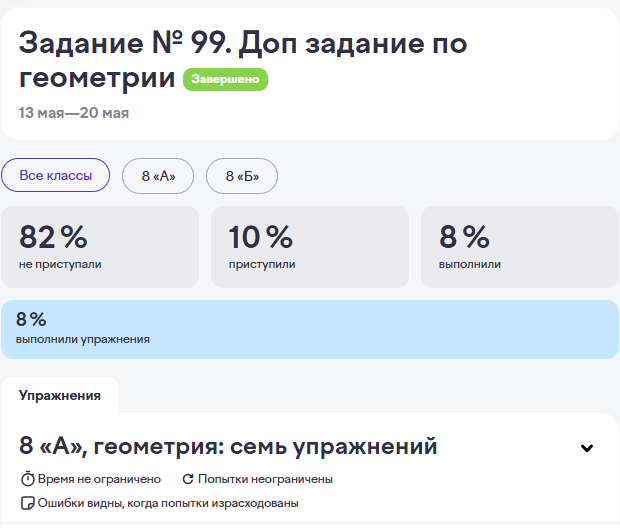 Задание № 99. Доп задание по
геометрии Завершено
13 мая—20 мая
Все классы 8 «А» 8 «Б»
82 % 10 % 8 %
не приступали приступили выполнили
8 %
выполнили упражнения
Упражнения
8 «А», геометрия: семь упражнений
Время не ограничено Попытки неограничены
Ошибки видны, когда попытки израсходованы